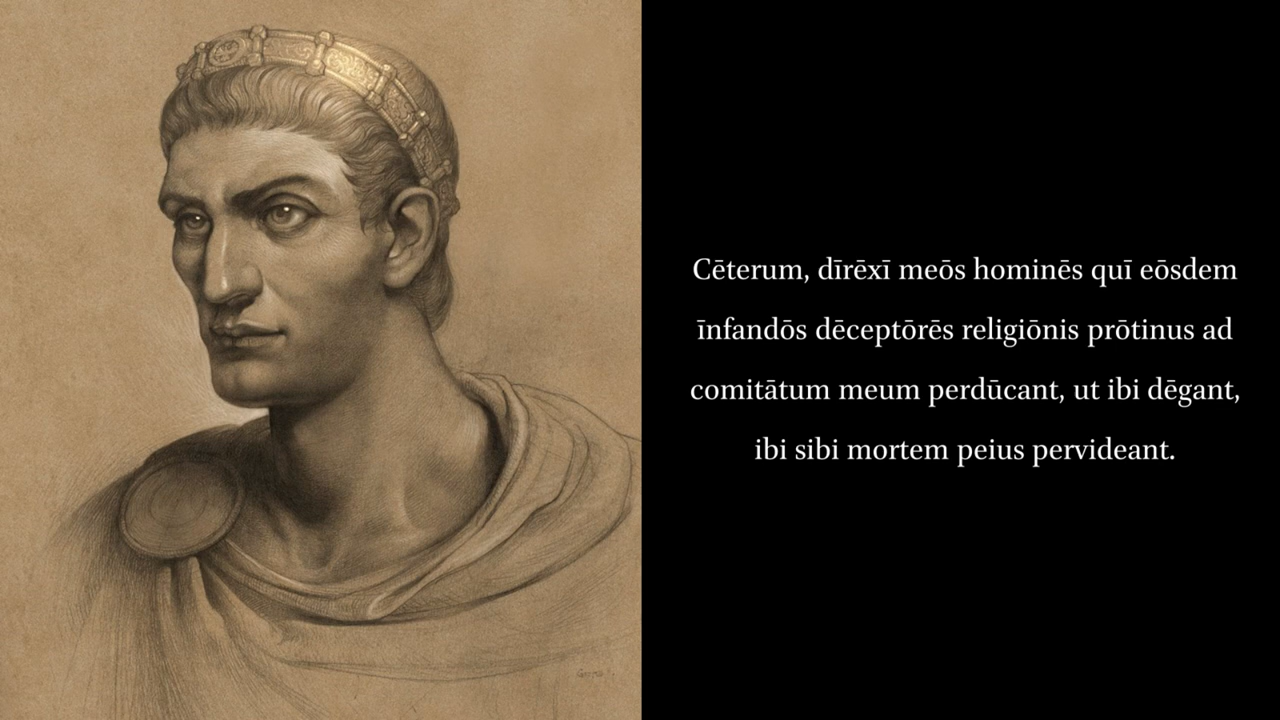 Cēterum, dīrēxī meōs hominēs quī eōsdem
īnfandōs dēceptōrēs religiōnis prōtinus ad
comitātum meum perdūcant, ut ibi dēgant,
ibi sibi mortem peius pervideant.